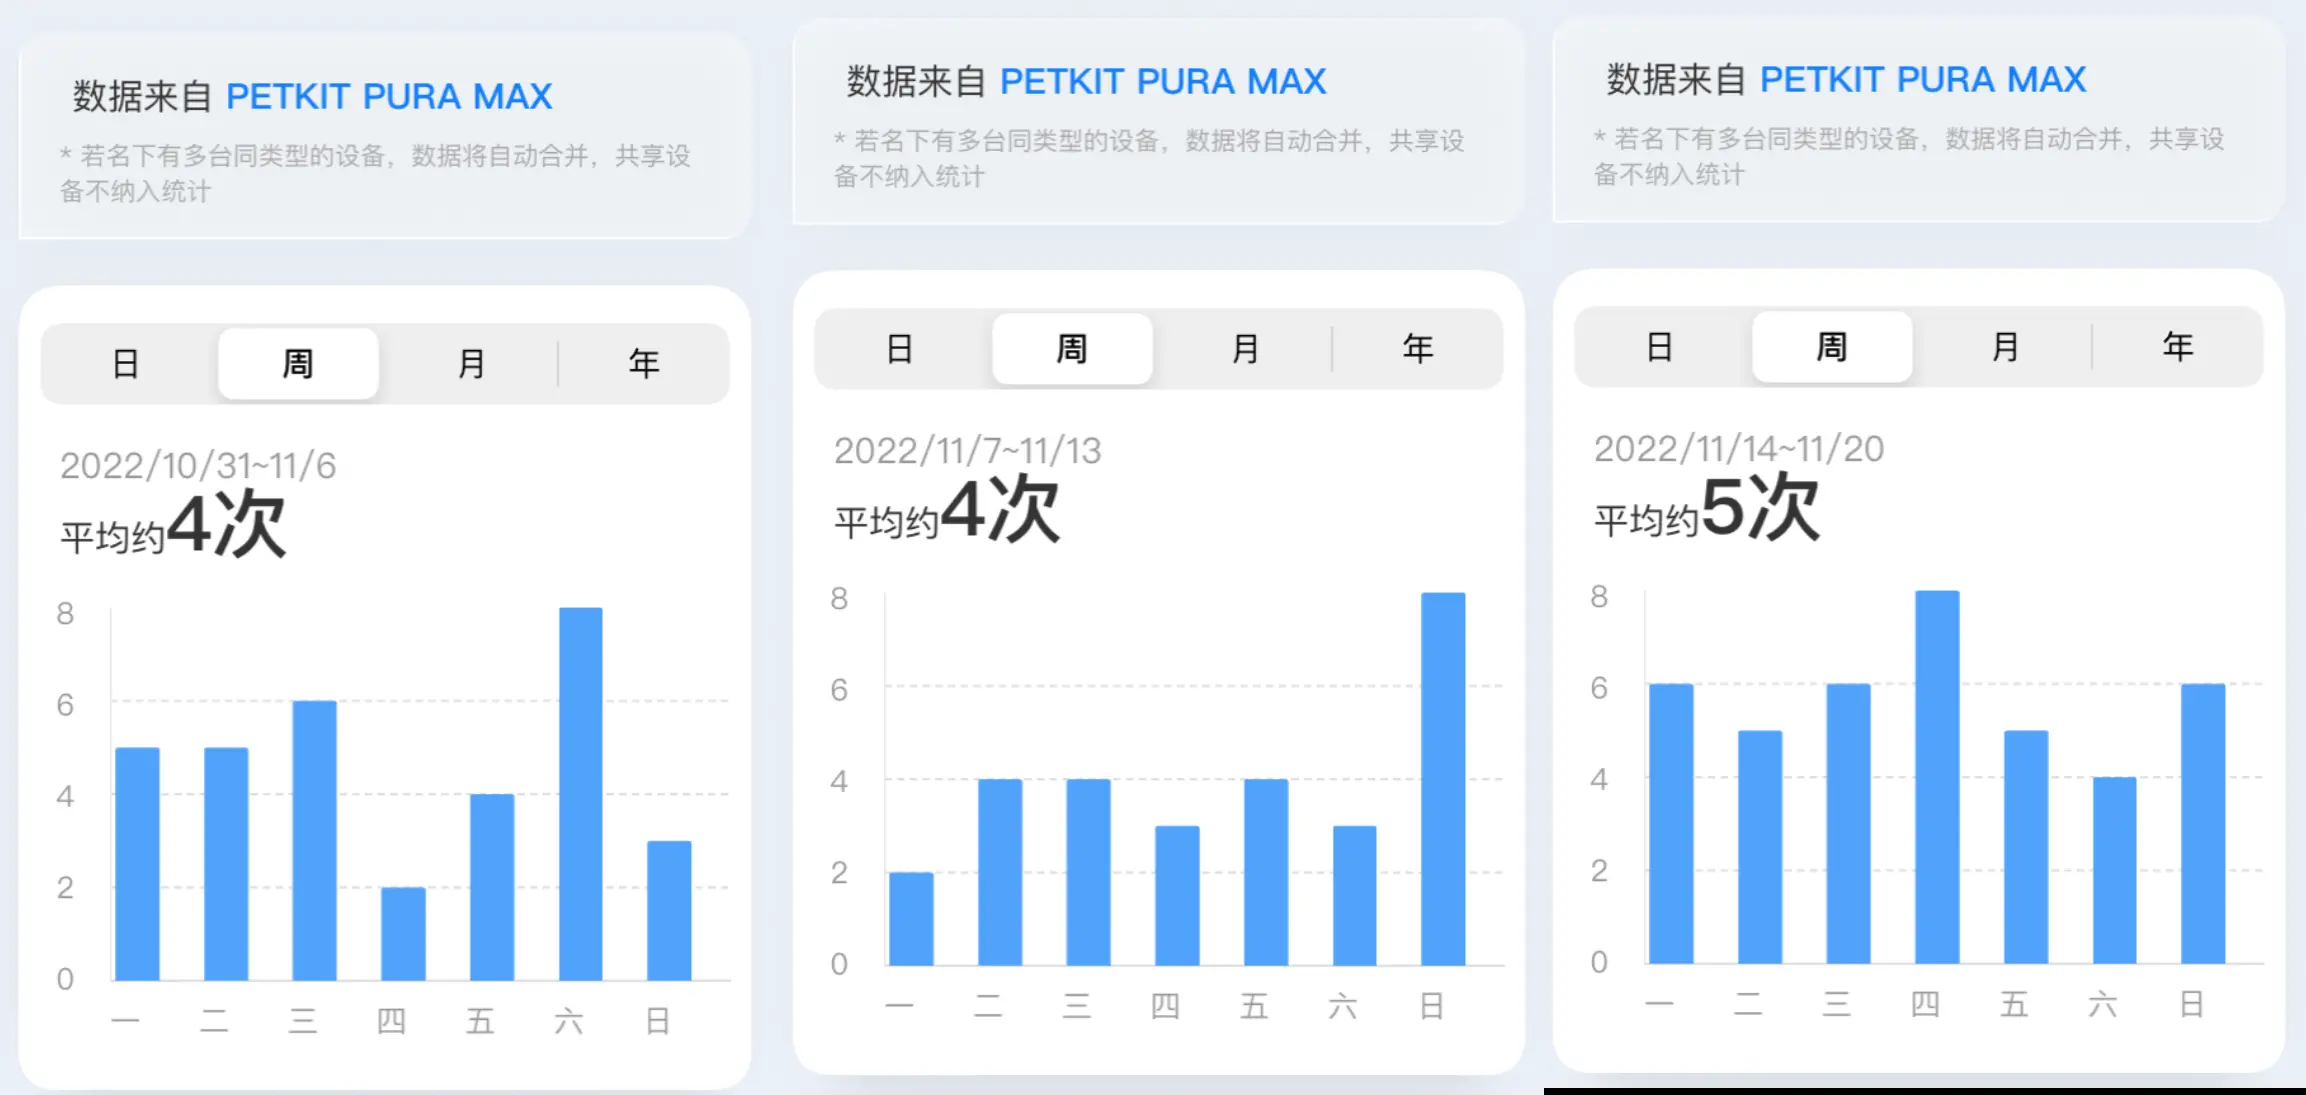 数据来自 PETKIT PURA MAX
* 若名下有多台同类型的设备，数据将自动合并，共享设
备不纳入统计
日 周 月 年
2022/10/31~11/6
平均约4次
8
6
4
2
0
一 二 三 四 五 六 日
数据来自 PETKIT PURA MAX
* 若名下有多台同类型的设备，数据将自动合并，共享设
备不纳入统计
日 周 月 年
2022/11/7~11/13
平均约4次
8
6
4
2
0
一 二 三 四 五 六 日
数据来自 PETKIT PURA MAX
* 若名下有多台同类型的设备，数据将自动合并，共享设
备不纳入统计
日 周 月 年
2022/11/14~11/20
平均约5次
8
6
4
2
0
一 二 三 四 五 六 日